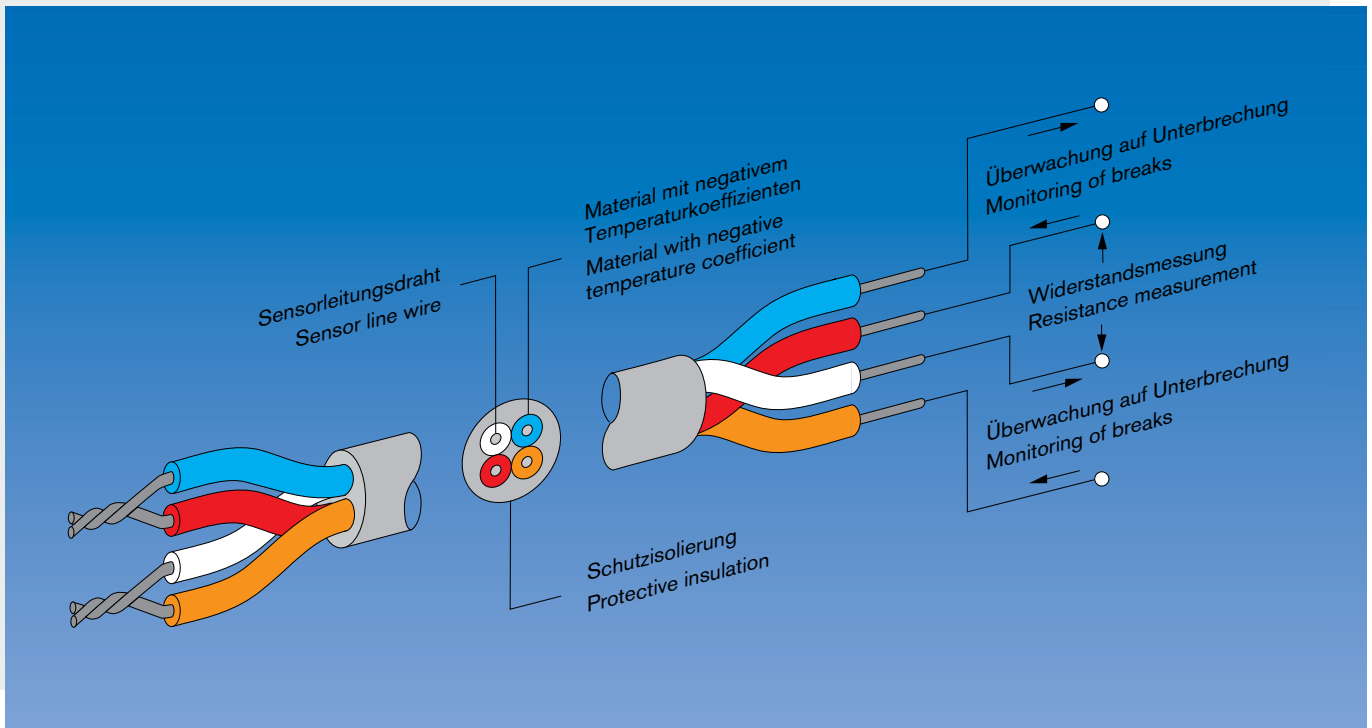 Sensorleitungsdraht
Sensor line wire
Material mit negativem
Temperaturkoeffizienten
Material with negative
temperature coefficient
Schutzisolierung
Protective insulation
Überwachung auf Unterbrechung
Monitoring of breaks
Widerstandsmessung
Resistance measurement
Überwachung auf Unterbrechung
Monitoring of breaks